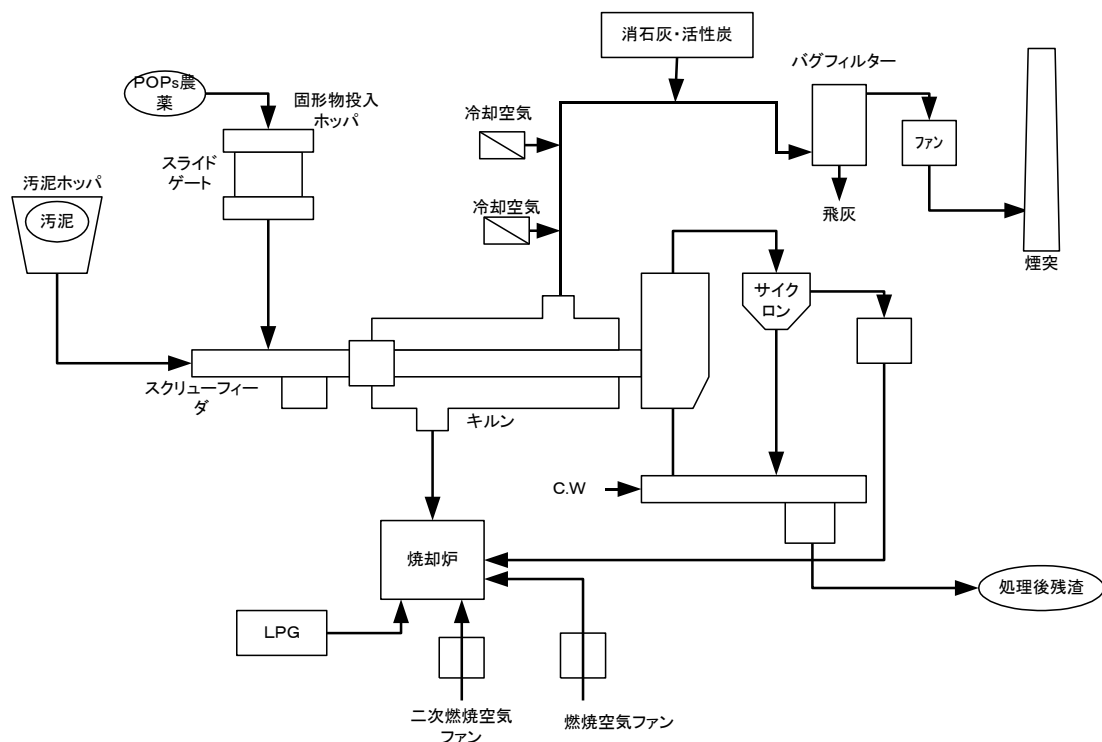 消石灰・活性炭
バグフィルター
POPs農
薬
固形物投入
ホッパ
冷却空気
ファン
スライド
ゲート
汚泥ホッパ
汚泥
冷却空気
飛灰
煙突
サイク
ロン
スクリューフィー
ダ
キルン
C.W
焼却炉
処理後残渣
LPG
二次燃焼空気
ファン
燃焼空気ファン